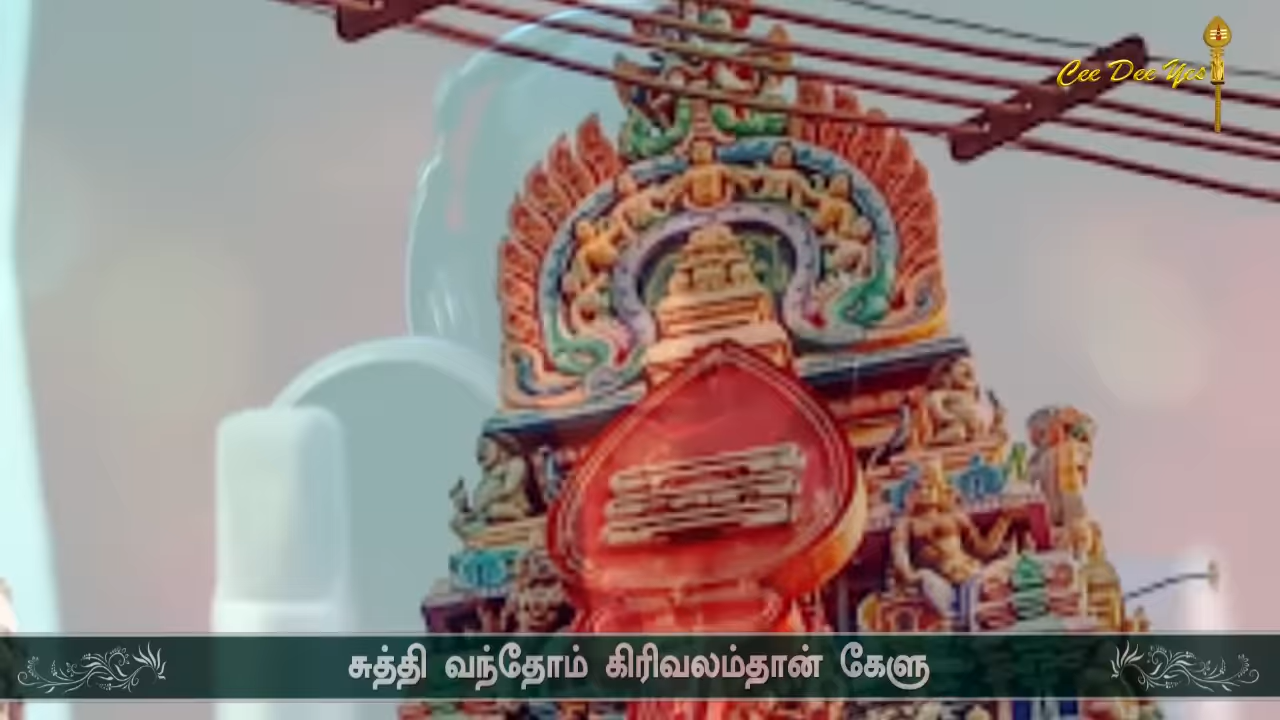 Cee Dee Yes
சுத்தி வந்தோம் கிரிவலம்தான் கேளு